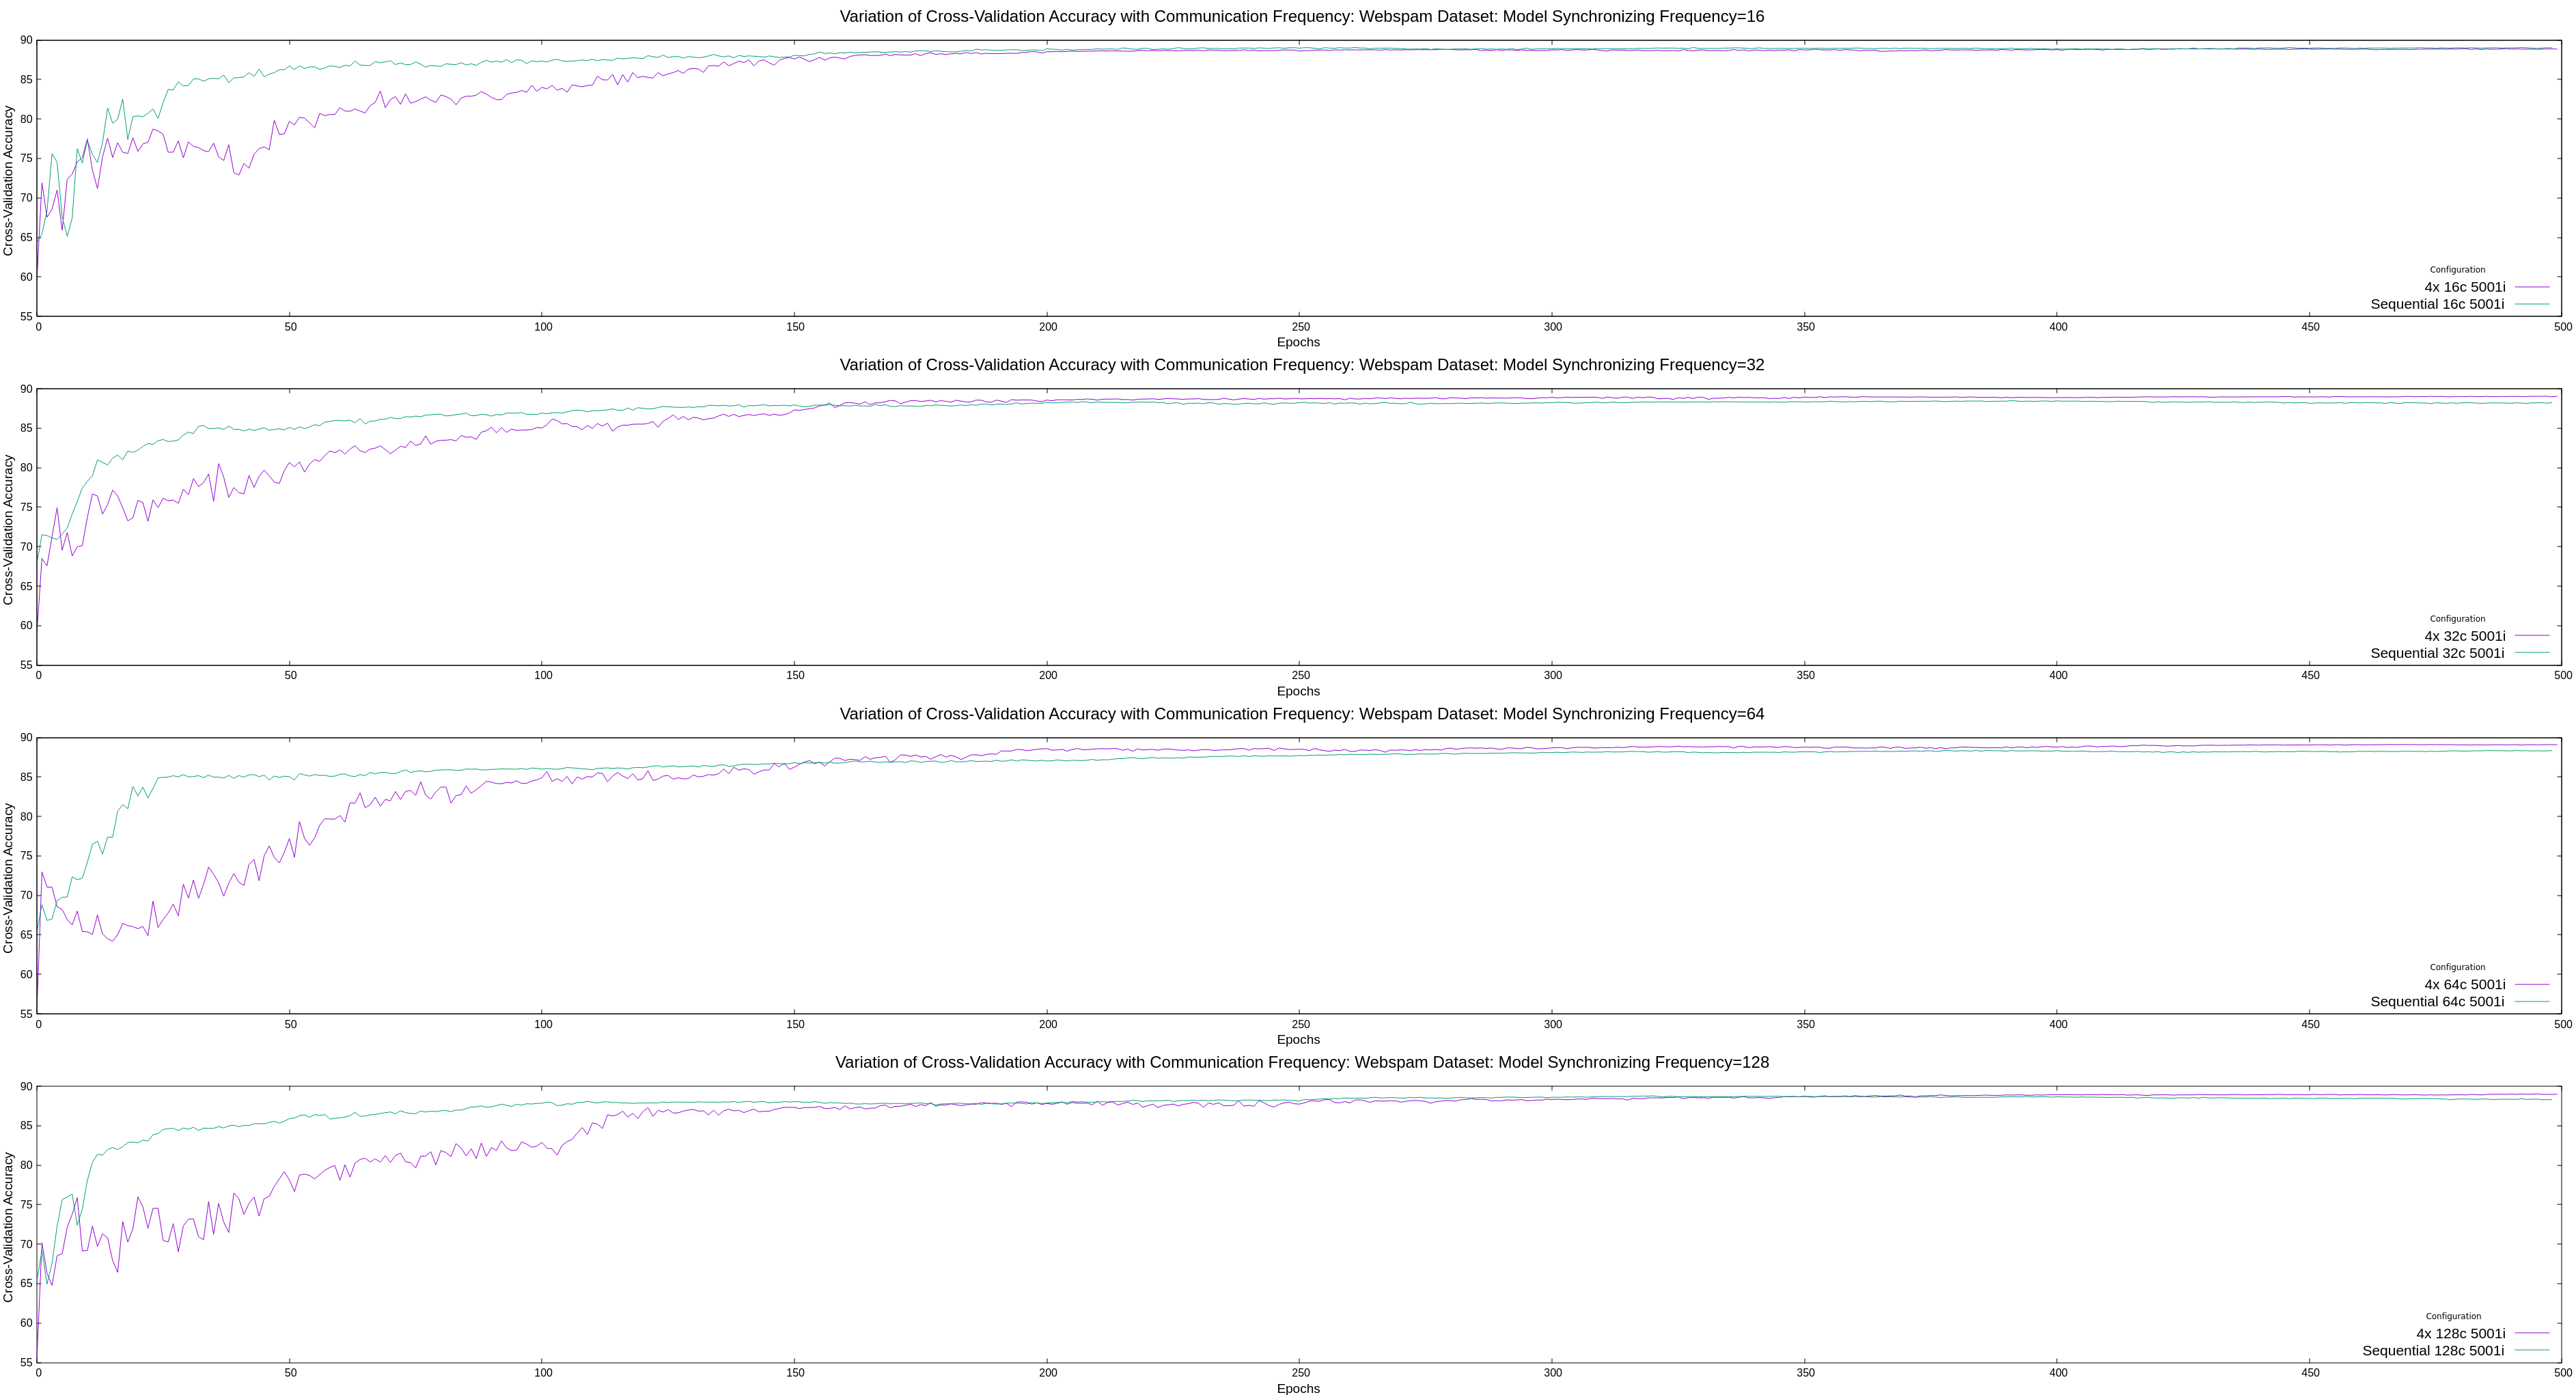 Variation of Cross-Validation Accuracy with Communication Frequency: Webspam Dataset: Model Synchronizing Frequency=16
90
85
80
75
70
65
60
55
Cross-Validation Accuracy
Configuration
4x 16c 5001i
Sequential 16c 5001i
0 50 100 150 200 250 300 350 400 450 500
Epochs
Variation of Cross-Validation Accuracy with Communication Frequency: Webspam Dataset: Model Synchronizing Frequency=32
90
85
80
75
70
65
60
55
Cross-Validation Accuracy
Configuration
4x 32c 5001i
Sequential 32c 5001i
0 50 100 150 200 250 300 350 400 450 500
Epochs
Variation of Cross-Validation Accuracy with Communication Frequency: Webspam Dataset: Model Synchronizing Frequency=64
90
85
80
75
70
65
60
55
Cross-Validation Accuracy
Configuration
4x 64c 5001i
Sequential 64c 5001i
0 50 100 150 200 250 300 350 400 450 500
Epochs
Variation of Cross-Validation Accuracy with Communication Frequency: Webspam Dataset: Model Synchronizing Frequency=128
90
85
80
75
70
65
60
55
Cross-Validation Accuracy
Configuration
4x 128c 5001i
Sequential 128c 5001i
0 50 100 150 200 250 300 350 400 450 500
Epochs